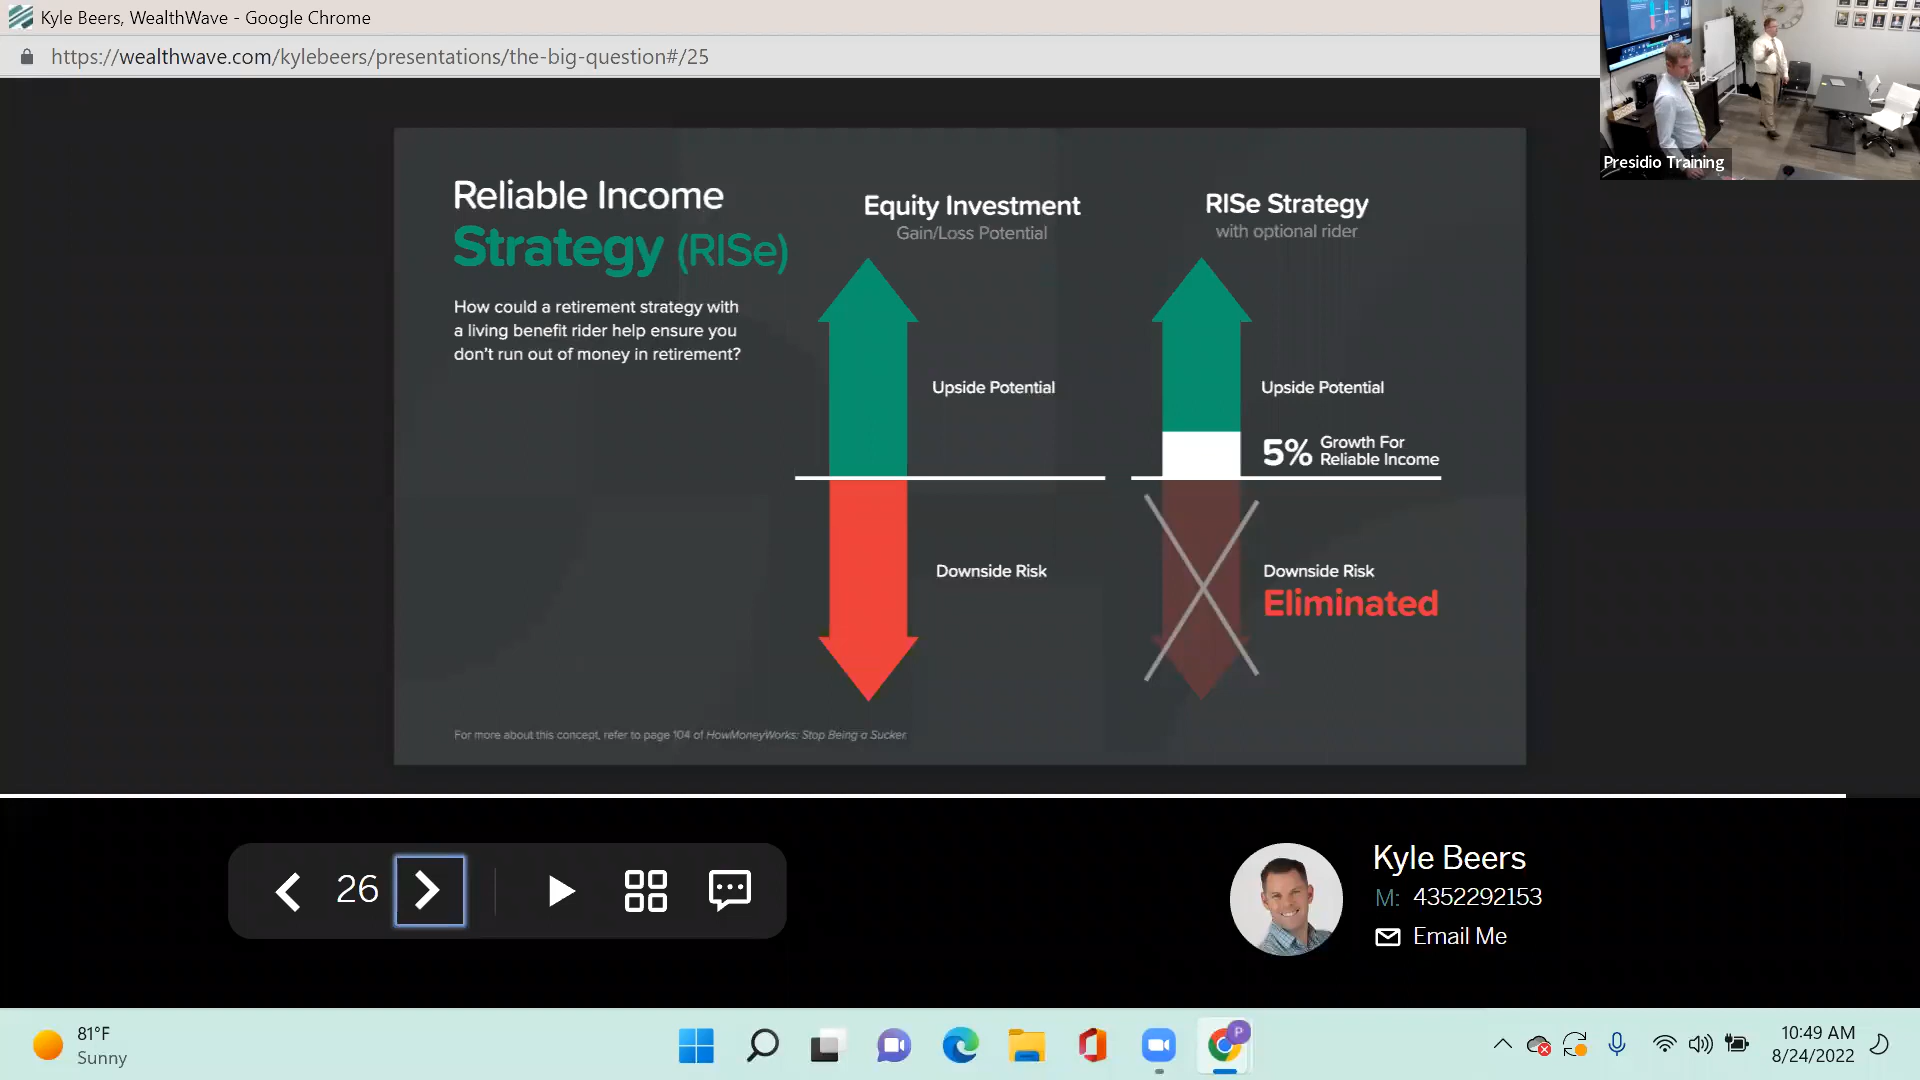 Kyle Beers, WealthWave - Google Chrome
https://wealthwave.com/kylebeers/presentations/the-big-question#/25
Presidio Training
Reliable Income
Strategy (RISe)
How could a retirement strategy with
a living benefit rider help ensure you
don't run out of money in retirement?
Equity Investment
Gain/Loss Potential
Upside Potential
Downside Risk
RISe Strategy
with optional rider
Upside Potential
5% Growth For
Reliable Income
Downside Risk
Eliminated
For more about this concept, refer to page 104 of HowMoneyWorks: Stop Being a Sucker.
26
Kyle Beers
M: 4352292153
Email Me
81°F
Sunny
P
10:49 AM
8/24/2022